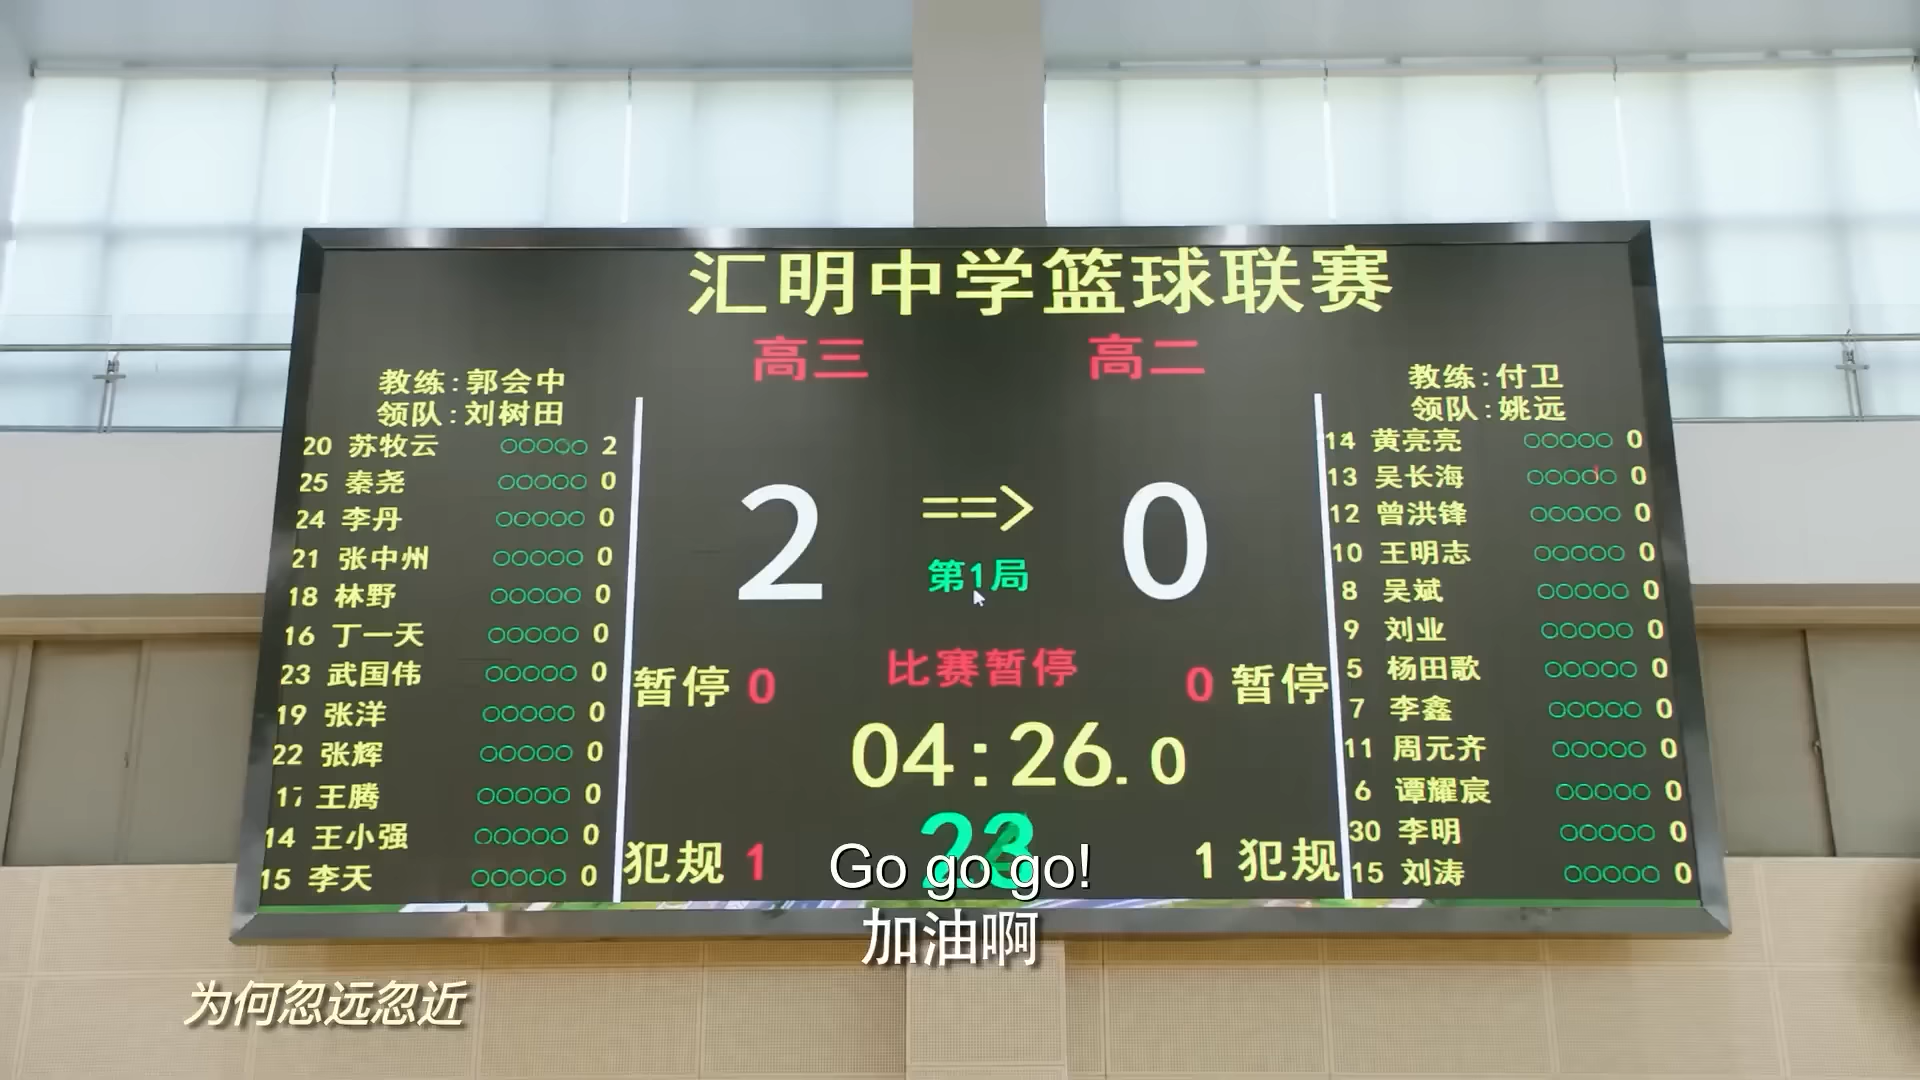 汇明中学篮球联赛
高三 高二
教练:郭会中
领队:刘树田
20 苏牧云 ○○○○○ 2
25 秦尧 ○○○○○ 0
24 李丹 ○○○○○ 0
21 张中州 ○○○○○ 0
18 林野 ○○○○○ 0
16 丁一天 ○○○○○ 0
23 武国伟 ○○○○○ 0
19 张洋 ○○○○○ 0
22 张辉 ○○○○○ 0
17 王腾 ○○○○○ 0
14 王小强 ○○○○○ 0
15 李天 ○○○○○ 0
2 ==> 0
第1局
比赛暂停
暂停 0
0 暂停
04:26.0
23
犯规 1
1 犯规
教练:付卫
领队:姚远
14 黄亮亮 ○○○○○ 0
13 吴长海 ○○○○○ 0
12 曾洪锋 ○○○○○ 0
10 王明志 ○○○○○ 0
8 吴斌 ○○○○○ 0
9 刘业 ○○○○○ 0
5 杨田歌 ○○○○○ 0
7 李鑫 ○○○○○ 0
11 周元齐 ○○○○○ 0
6 谭耀宸 ○○○○○ 0
30 李明 ○○○○○ 0
15 刘涛 ○○○○○ 0
Go go go!
加油啊
为何忽远忽近